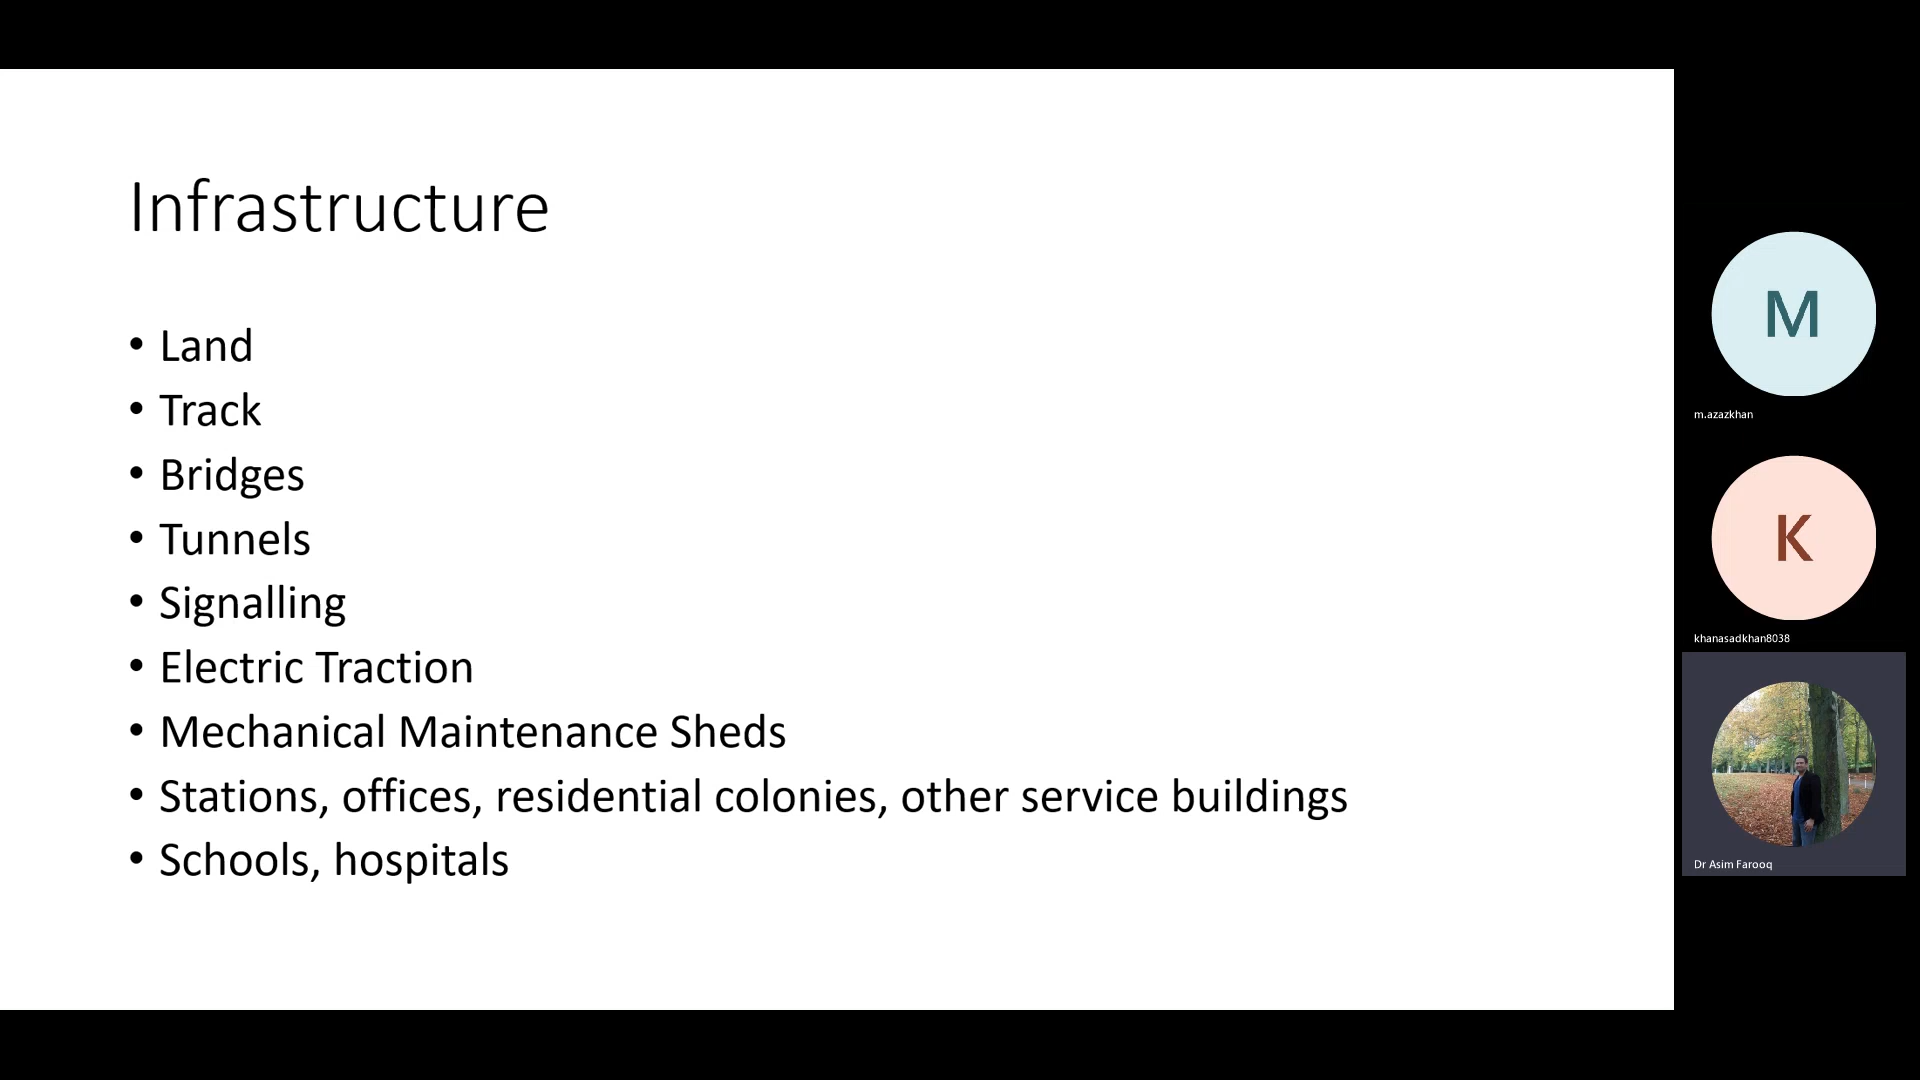 Infrastructure
• Land
• Track
• Bridges
• Tunnels
• Signalling
• Electric Traction
• Mechanical Maintenance Sheds
• Stations, offices, residential colonies, other service buildings
• Schools, hospitals
M
m.azazkhan
K
khanasadkhan8038
Dr Asim Farooq